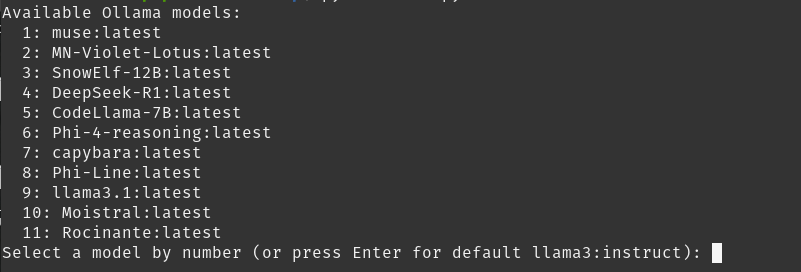 Available Ollama models:
  1: muse:latest
  2: MN-Violet-Lotus:latest
  3: SnowElf-12B:latest
  4: DeepSeek-R1:latest
  5: CodeLlama-7B:latest
  6: Phi-4-reasoning:latest
  7: capybara:latest
  8: Phi-Line:latest
  9: llama3.1:latest
  10: Moistral:latest
  11: Rocinante:latest
Select a model by number (or press Enter for default llama3:instruct):